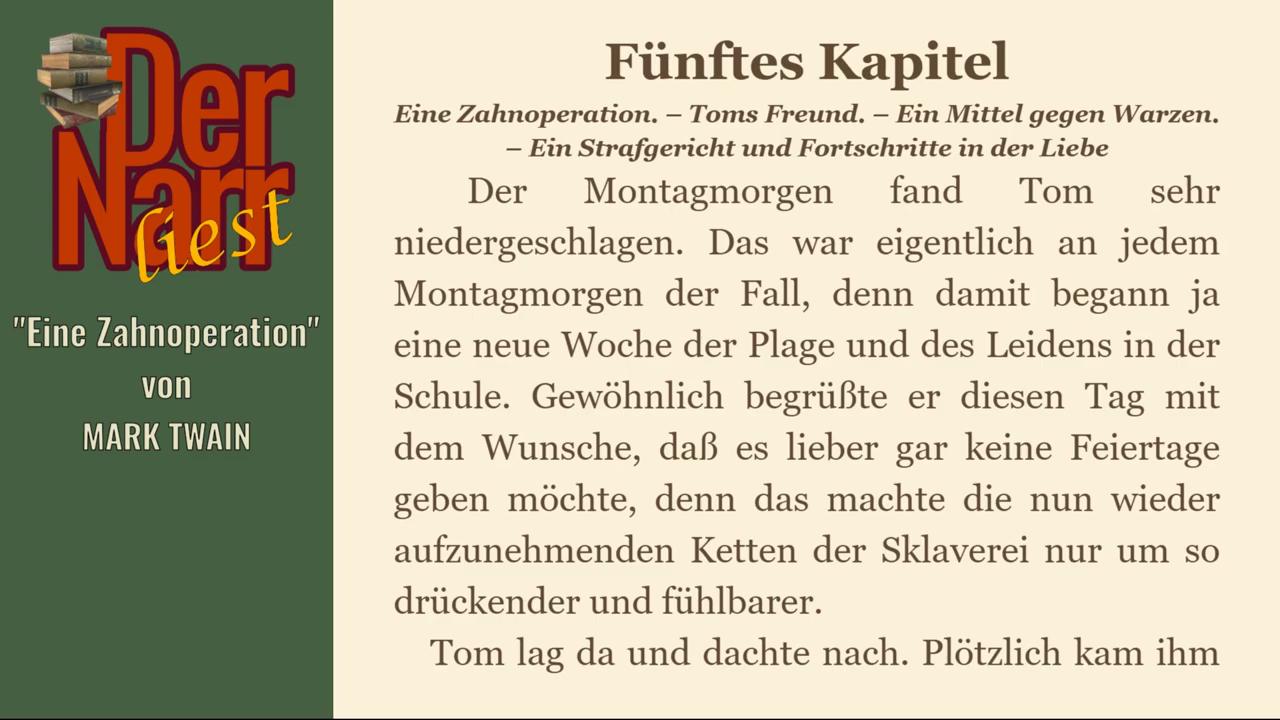 Der
Narr
liest
"Eine Zahnoperation"
von
MARK TWAIN
Fünftes Kapitel
Eine Zahnoperation. – Toms Freund. – Ein Mittel gegen Warzen.
– Ein Strafgericht und Fortschritte in der Liebe
Der Montagmorgen fand Tom sehr
niedergeschlagen. Das war eigentlich an jedem
Montagmorgen der Fall, denn damit begann ja
eine neue Woche der Plage und des Leidens in der
Schule. Gewöhnlich begrüßte er diesen Tag mit
dem Wunsche, daß es lieber gar keine Feiertage
geben möchte, denn das machte die nun wieder
aufzunehmenden Ketten der Sklaverei nur um so
drückender und fühlbarer.
Tom lag da und dachte nach. Plötzlich kam ihm